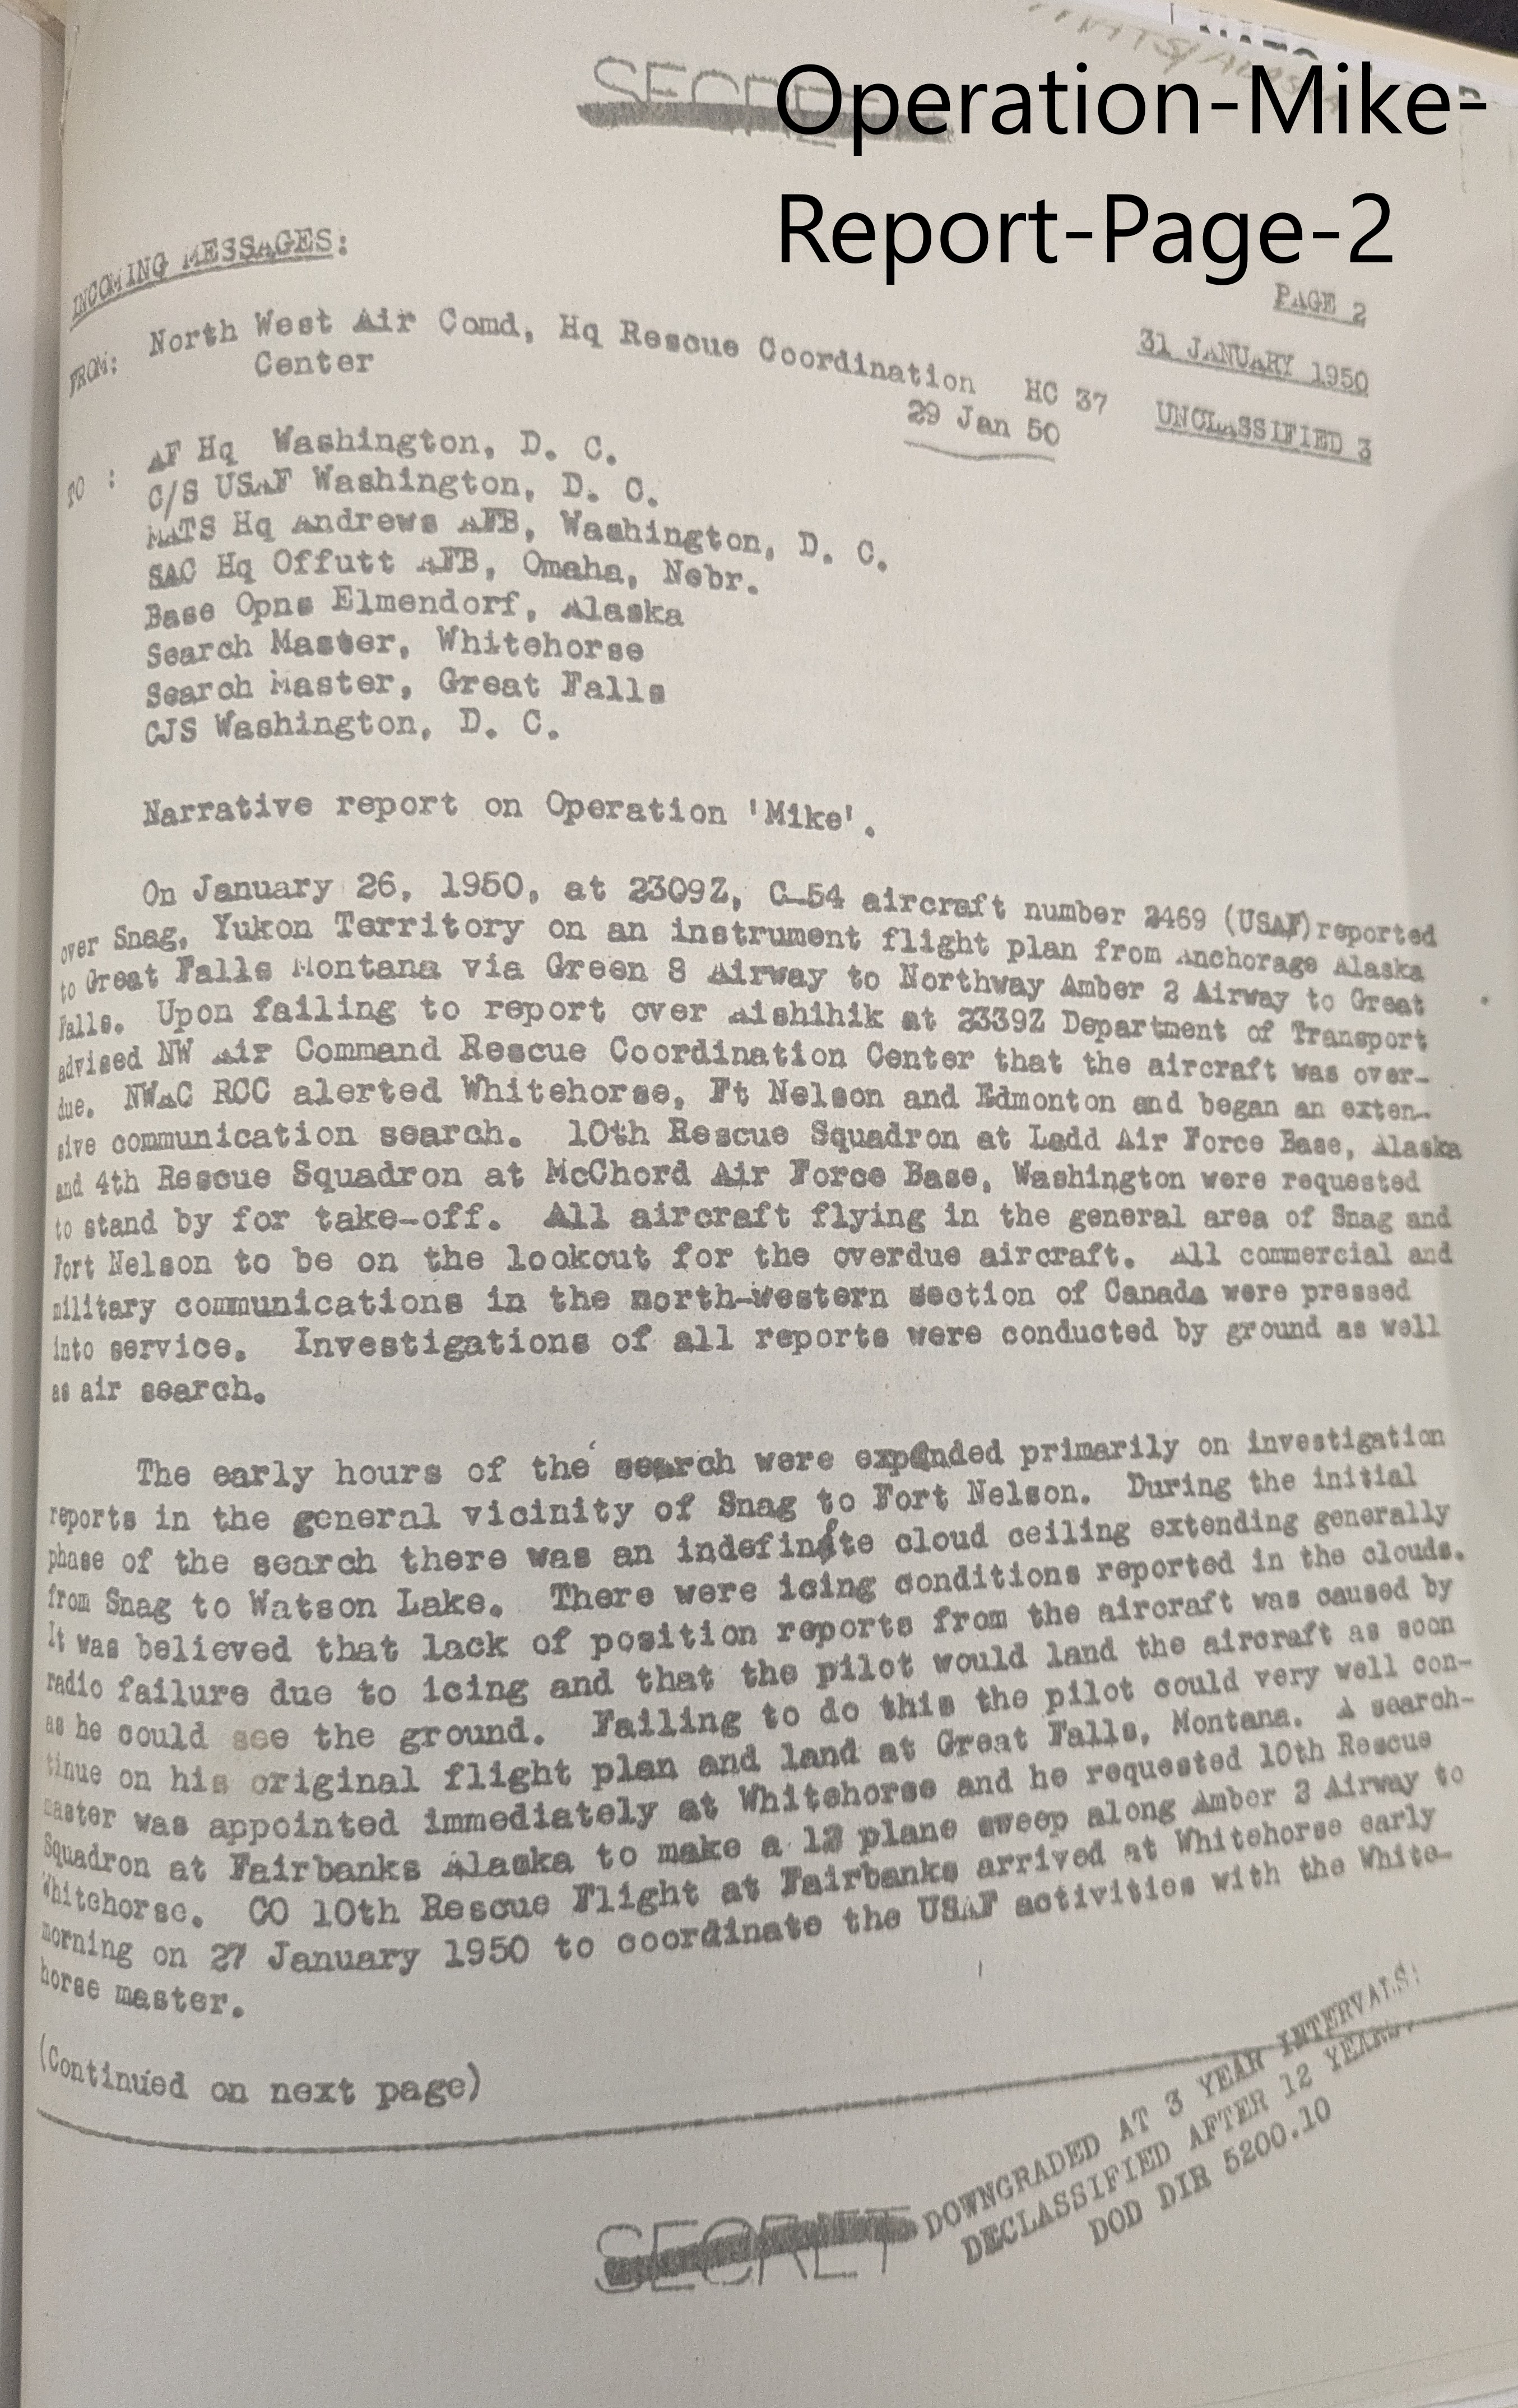 SECRET
Operation-Mike-
Report-Page-2
INCOMING MESSAGES:
PAGE 2
31 JANUARY 1950
UNCLASSIFIED 3
FROM: North West Air Comd, Hq Rescue Coordination HC 37
Center
29 Jan 50
TO : AF Hq Washington, D. C.
C/S USAF Washington, D. C.
MATS Hq Andrews AFB, Washington, D. C.
SAC Hq Offutt AFB, Omaha, Nebr.
Base Opns Elmendorf, Alaska
Search Master, Whitehorse
Search Master, Great Falls
CJS Washington, D. C.
Narrative report on Operation 'Mike'.
On January 26, 1950, at 2309Z, C-54 aircraft number 2469 (USAF) reported
over Snag, Yukon Territory on an instrument flight plan from Anchorage Alaska
to Great Falls Montana via Green 8 Airway to Northway Amber 2 Airway to Great
Falls. Upon failing to report over Aishihik at 2339Z Department of Transport
advised NW Air Command Rescue Coordination Center that the aircraft was over-
due. NWAC RCC alerted Whitehorse, Ft Nelson and Edmonton and began an exten-
sive communication search. 10th Rescue Squadron at Ladd Air Force Base, Alaska
and 4th Rescue Squadron at McChord Air Force Base, Washington were requested
to stand by for take-off. All aircraft flying in the general area of Snag and
Fort Nelson to be on the lookout for the overdue aircraft. All commercial and
military communications in the north-western section of Canada were pressed
into service. Investigations of all reports were conducted by ground as well
as air search.
The early hours of the search were expended primarily on investigation
reports in the general vicinity of Snag to Fort Nelson. During the initial
phase of the search there was an indefinite cloud ceiling extending generally
from Snag to Watson Lake. There were icing conditions reported in the clouds.
It was believed that lack of position reports from the aircraft was caused by
radio failure due to icing and that the pilot would land the aircraft as soon
as he could see the ground. Failing to do this the pilot could very well con-
tinue on his original flight plan and land at Great Falls, Montana. A search-
master was appointed immediately at Whitehorse and he requested 10th Rescue
Squadron at Fairbanks Alaska to make a plane sweep along Amber 2 Airway to
Whitehorse. CO 10th Rescue Flight at Fairbanks arrived at Whitehorse early
morning on 27 January 1950 to coordinate the USAF activities with the White-
horse master.
(Continued on next page)
DOWNGRADED AT 3 YEAR INTERVALS:
DECLASSIFIED AFTER 12 YEARS.
DOD DIR 5200.10
SECRET